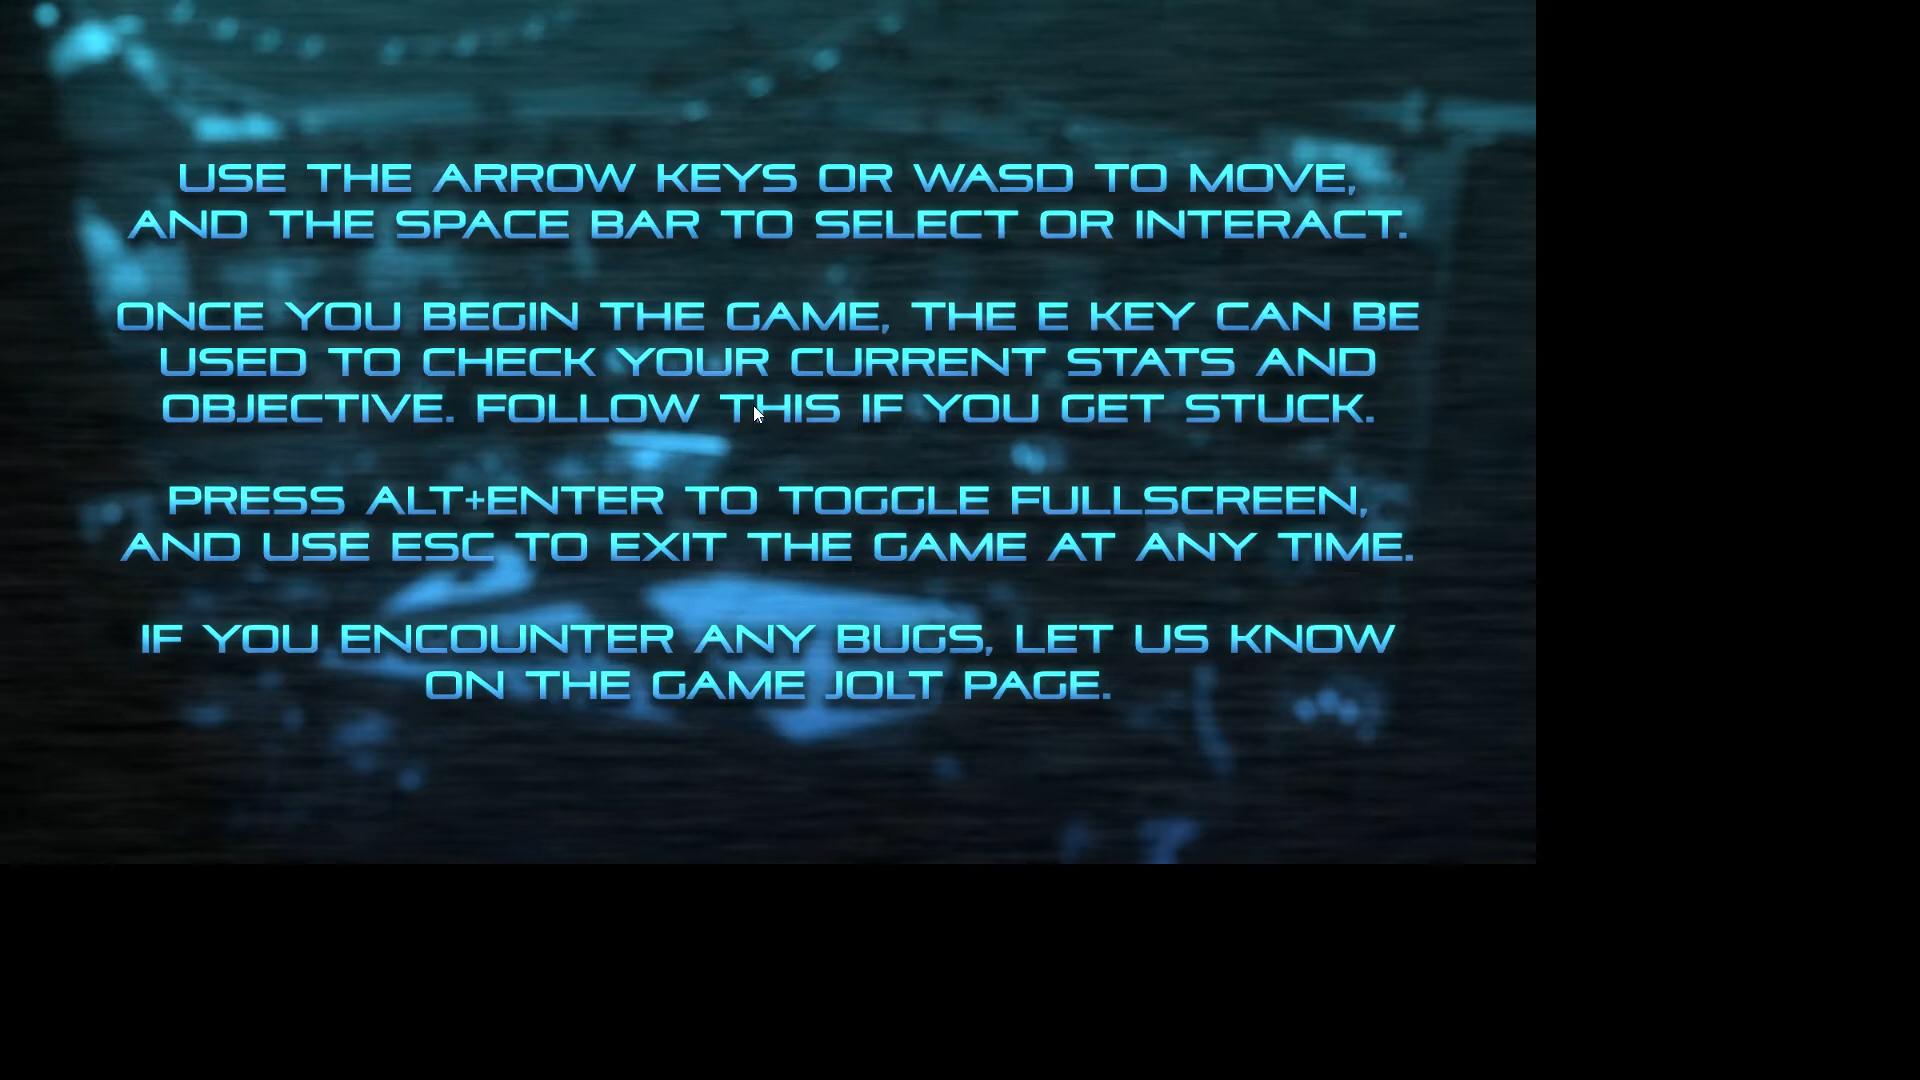 USE THE ARROW KEYS OR WASD TO MOVE,
AND THE SPACE BAR TO SELECT OR INTERACT.
ONCE YOU BEGIN THE GAME, THE E KEY CAN BE
USED TO CHECK YOUR CURRENT STATS AND
OBJECTIVE. FOLLOW THIS IF YOU GET STUCK.
PRESS ALT+ENTER TO TOGGLE FULLSCREEN,
AND USE ESC TO EXIT THE GAME AT ANY TIME.
IF YOU ENCOUNTER ANY BUGS, LET US KNOW
ON THE GAME JOLT PAGE.